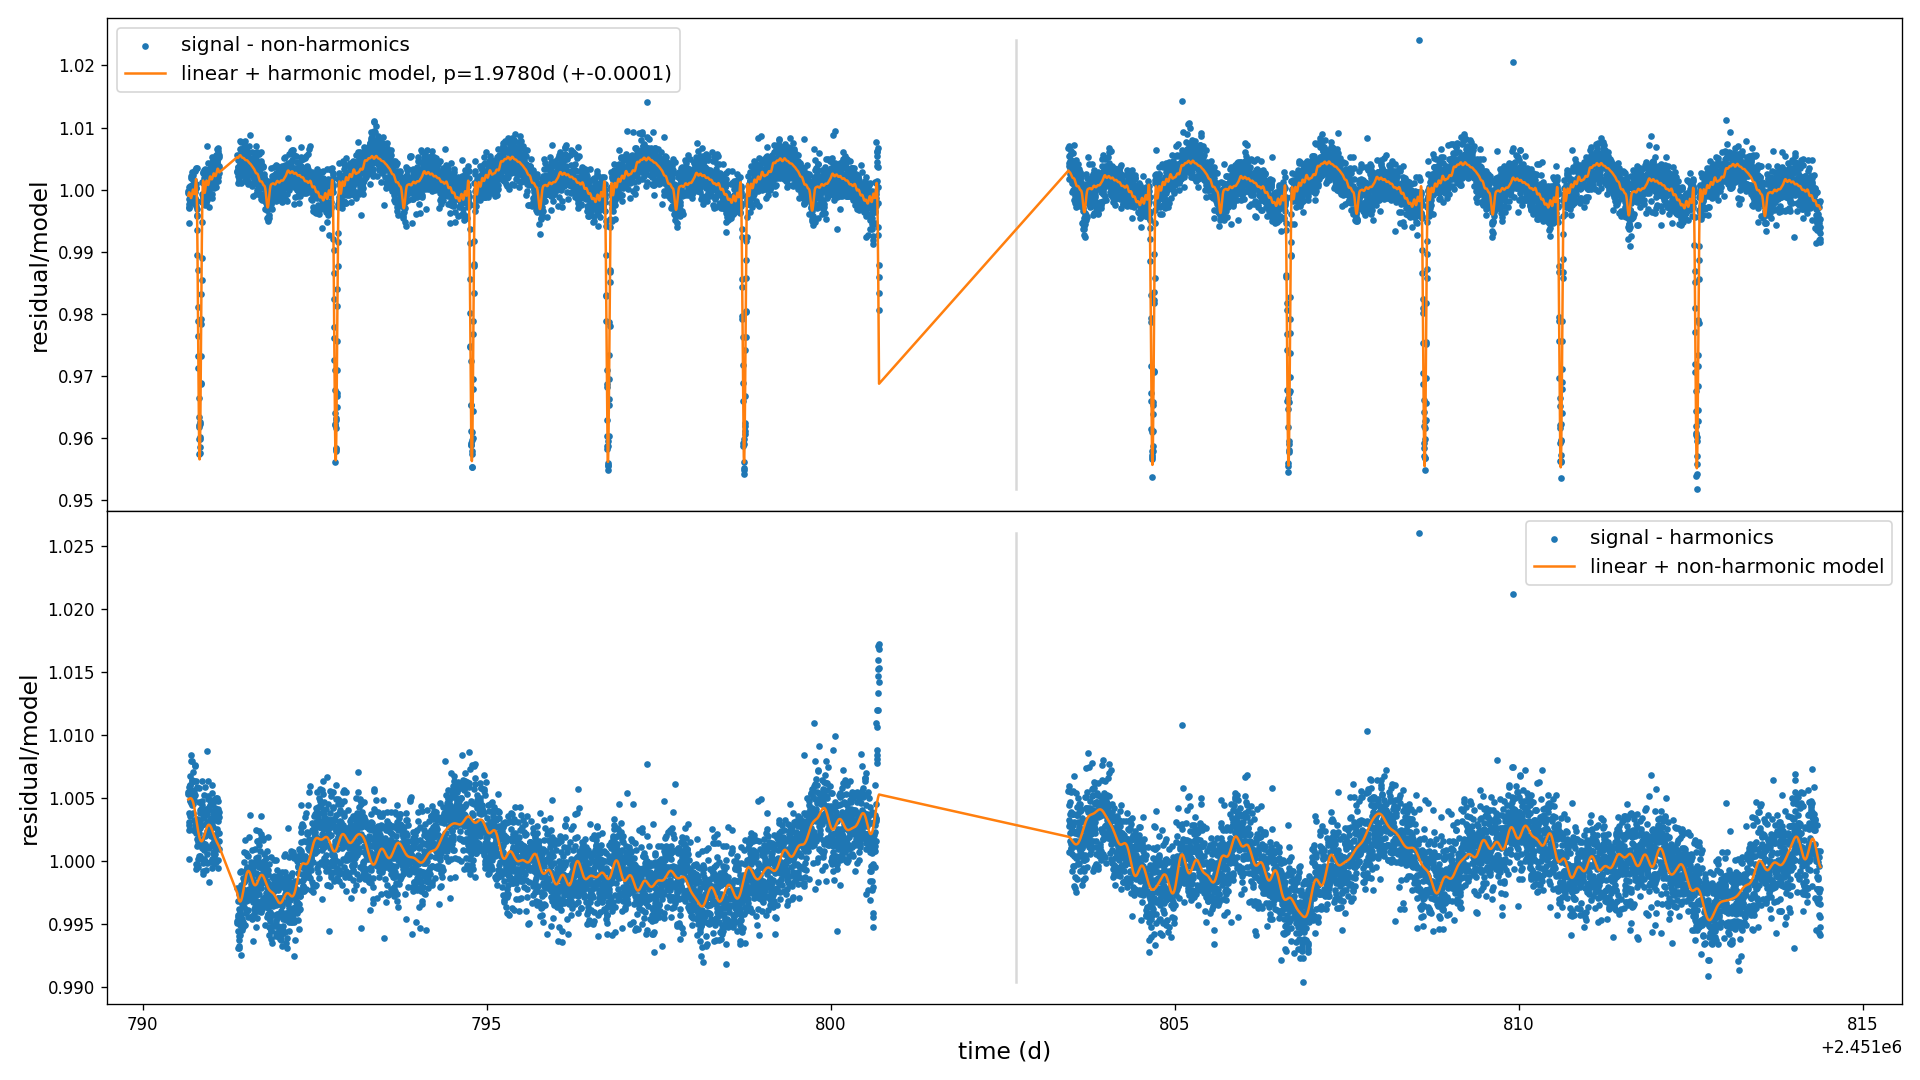 signal - non-harmonics
linear + harmonic model, p=1.9780d (+-0.0001)
1.02
1.01
1.00
0.99
0.98
0.97
0.96
0.95
residual/model
signal - harmonics
linear + non-harmonic model
1.025
1.020
1.015
1.010
1.005
1.000
0.995
0.990
residual/model
790
795
800
805
810
815
time (d)
+2.451e6